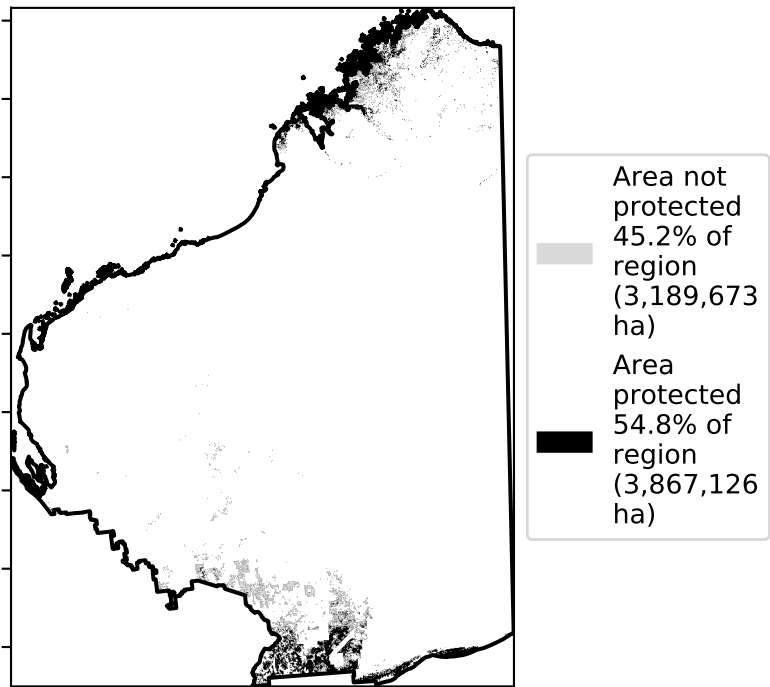 Area not
protected
45.2% of
region
(3,189,673
ha)
Area
protected
54.8% of
region
(3,867,126
ha)